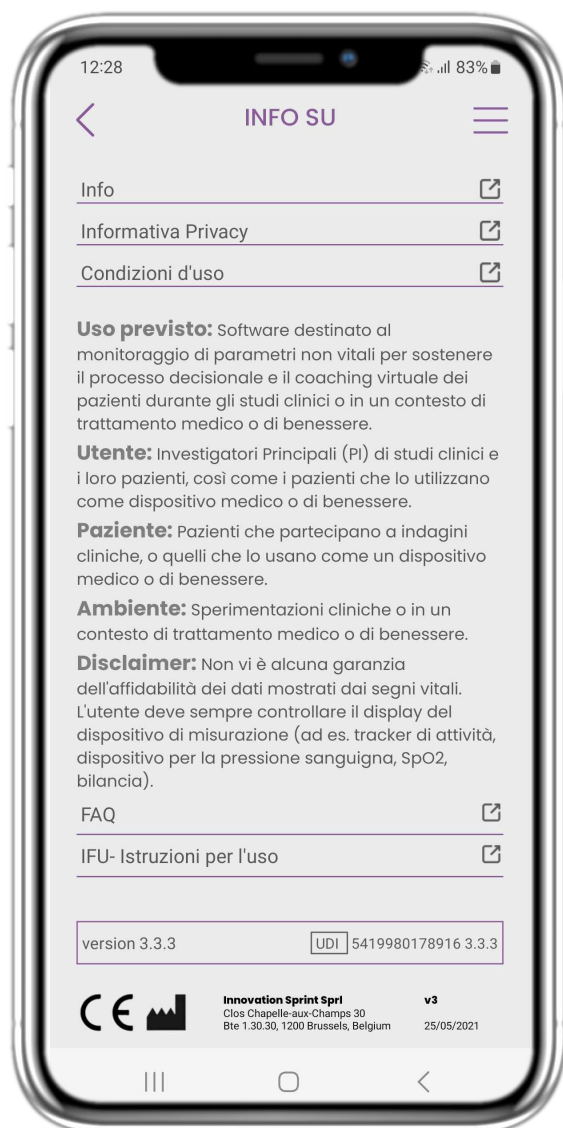 12:28
83%
INFO SU
Info
Informativa Privacy
Condizioni d'uso
Uso previsto: Software destinato al
monitoraggio di parametri non vitali per sostenere
il processo decisionale e il coaching virtuale dei
pazienti durante gli studi clinici o in un contesto di
trattamento medico o di benessere.
Utente: Investigatori Principali (PI) di studi clinici e
i loro pazienti, così come i pazienti che lo utilizzano
come dispositivo medico o di benessere.
Paziente: Pazienti che partecipano a indagini
cliniche, o quelli che lo usano come un dispositivo
medico o di benessere.
Ambiente: Sperimentazioni cliniche o in un
contesto di trattamento medico o di benessere.
Disclaimer: Non vi è alcuna garanzia
dell'affidabilità dei dati mostrati dai segni vitali.
L'utente deve sempre controllare il display del
dispositivo di misurazione (ad es. tracker di attività,
dispositivo per la pressione sanguigna, SpO2,
bilancia).
FAQ
IFU- Istruzioni per l'uso
version 3.3.3 UDI 5419980178916 3.3.3
CE
Innovation Sprint Sprl v3
Clos Chapelle-aux-Champs 30
Bte 1.30.30, 1200 Brussels, Belgium 25/05/2021